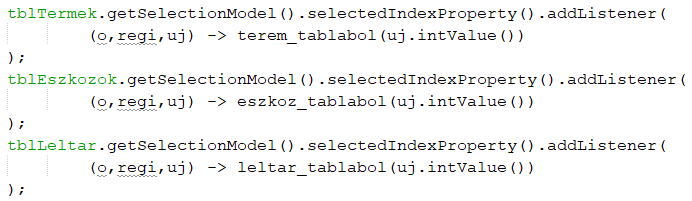 tblTermek.getSelectionModel().selectedIndexProperty().addListener(
(o,regi,uj) -> terem_tablabol(uj.intValue())
);
tblEszkozok.getSelectionModel().selectedIndexProperty().addListener(
(o,regi,uj) -> eszkoz_tablabol(uj.intValue())
);
tblLeltar.getSelectionModel().selectedIndexProperty().addListener(
(o,regi,uj) -> leltar_tablabol(uj.intValue())
);